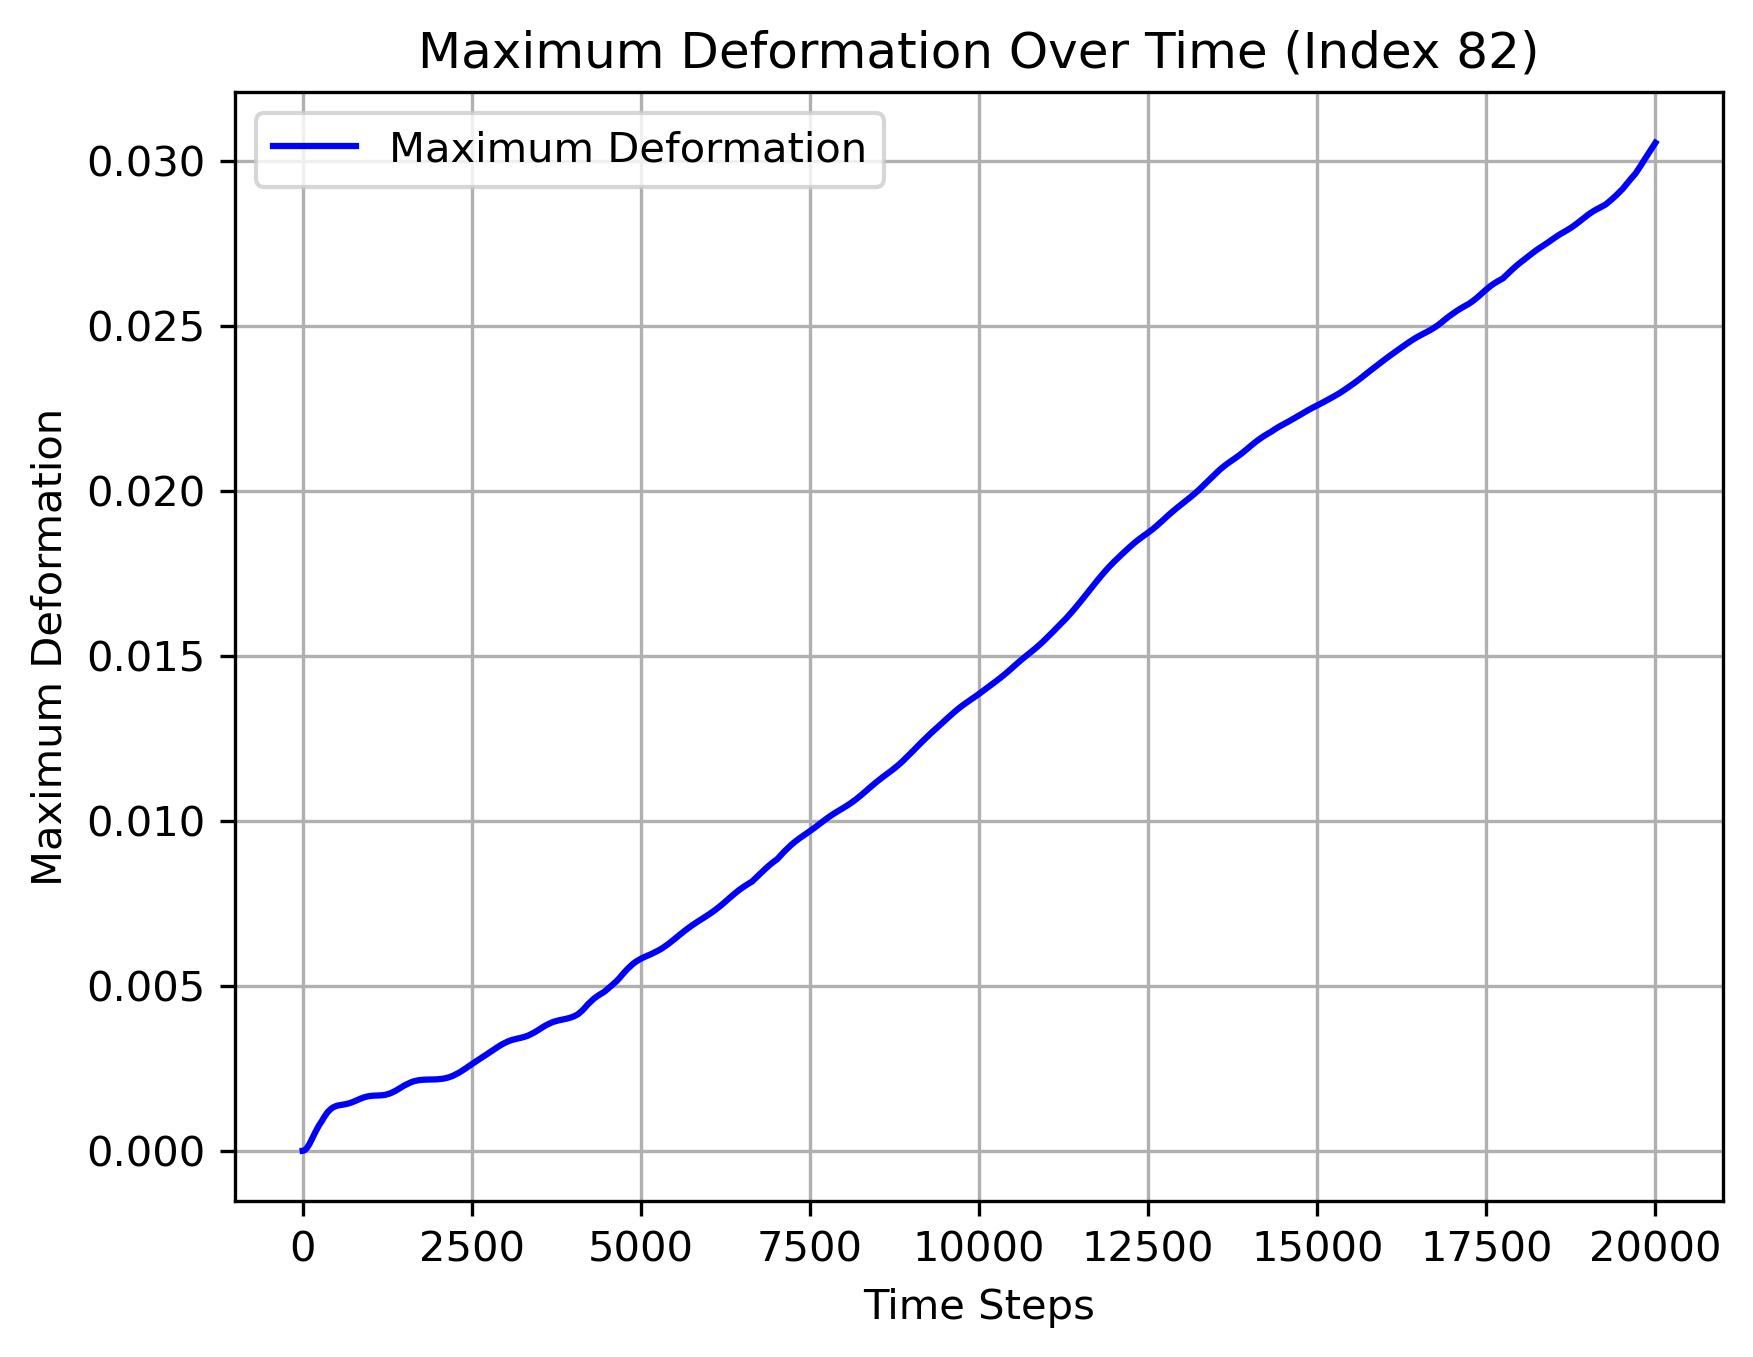 Maximum Deformation Over Time (Index 82)
Maximum Deformation
0.030
0.025
0.020
0.015
0.010
0.005
0.000
Maximum Deformation
0 2500 5000 7500 10000 12500 15000 17500 20000
Time Steps